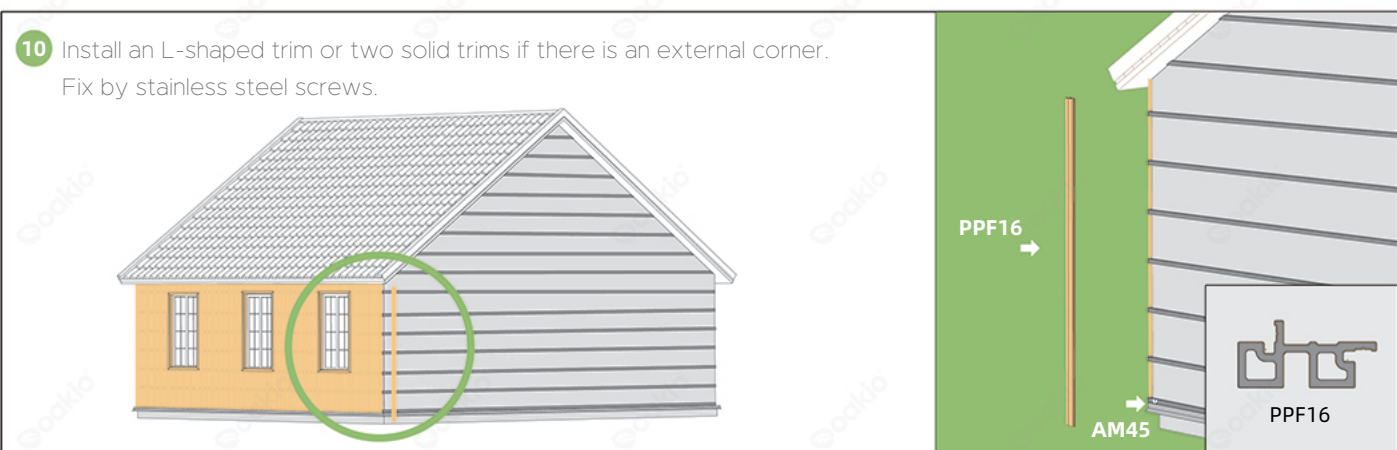 10 Install an L-shaped trim or two solid trims if there is an external corner.
Fix by stainless steel screws.
PPF16
AM45
PPF16
ooaklo